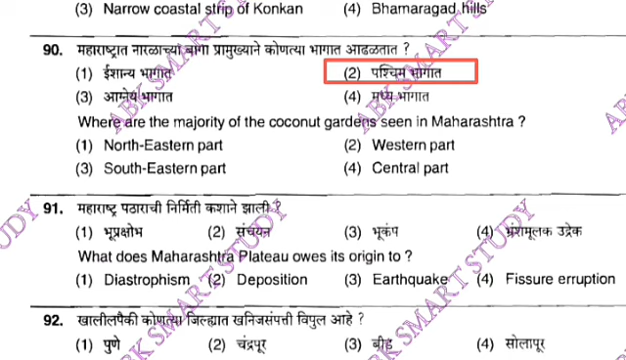 (3) Narrow coastal strip of Konkan (4) Bhamaragad hills
90. महाराष्ट्रात नारळाच्या बागा प्रामुख्याने कोणत्या भागात आढळतात ?
(1) ईशान्य भागात (2) पश्चिम भागात
(3) आग्नेय भागात (4) मध्य भागात
Where are the majority of the coconut gardens seen in Maharashtra ?
(1) North-Eastern part (2) Western part
(3) South-Eastern part (4) Central part
91. महाराष्ट्र पठाराची निर्मिती कशाने झाली ?
(1) भूप्रक्षोभ (2) संचयन (3) भूकंप (4) भ्रंशमूलक उद्रेक
What does Maharashtra Plateau owes its origin to ?
(1) Diastrophism (2) Deposition (3) Earthquake (4) Fissure erruption
92. खालीलपैकी कोणत्या जिल्ह्यात खनिजसंपत्ती विपुल आहे ?
(1) पुणे (2) चंद्रपूर (3) बीड (4) सोलापूर
ABK SMART STUDY